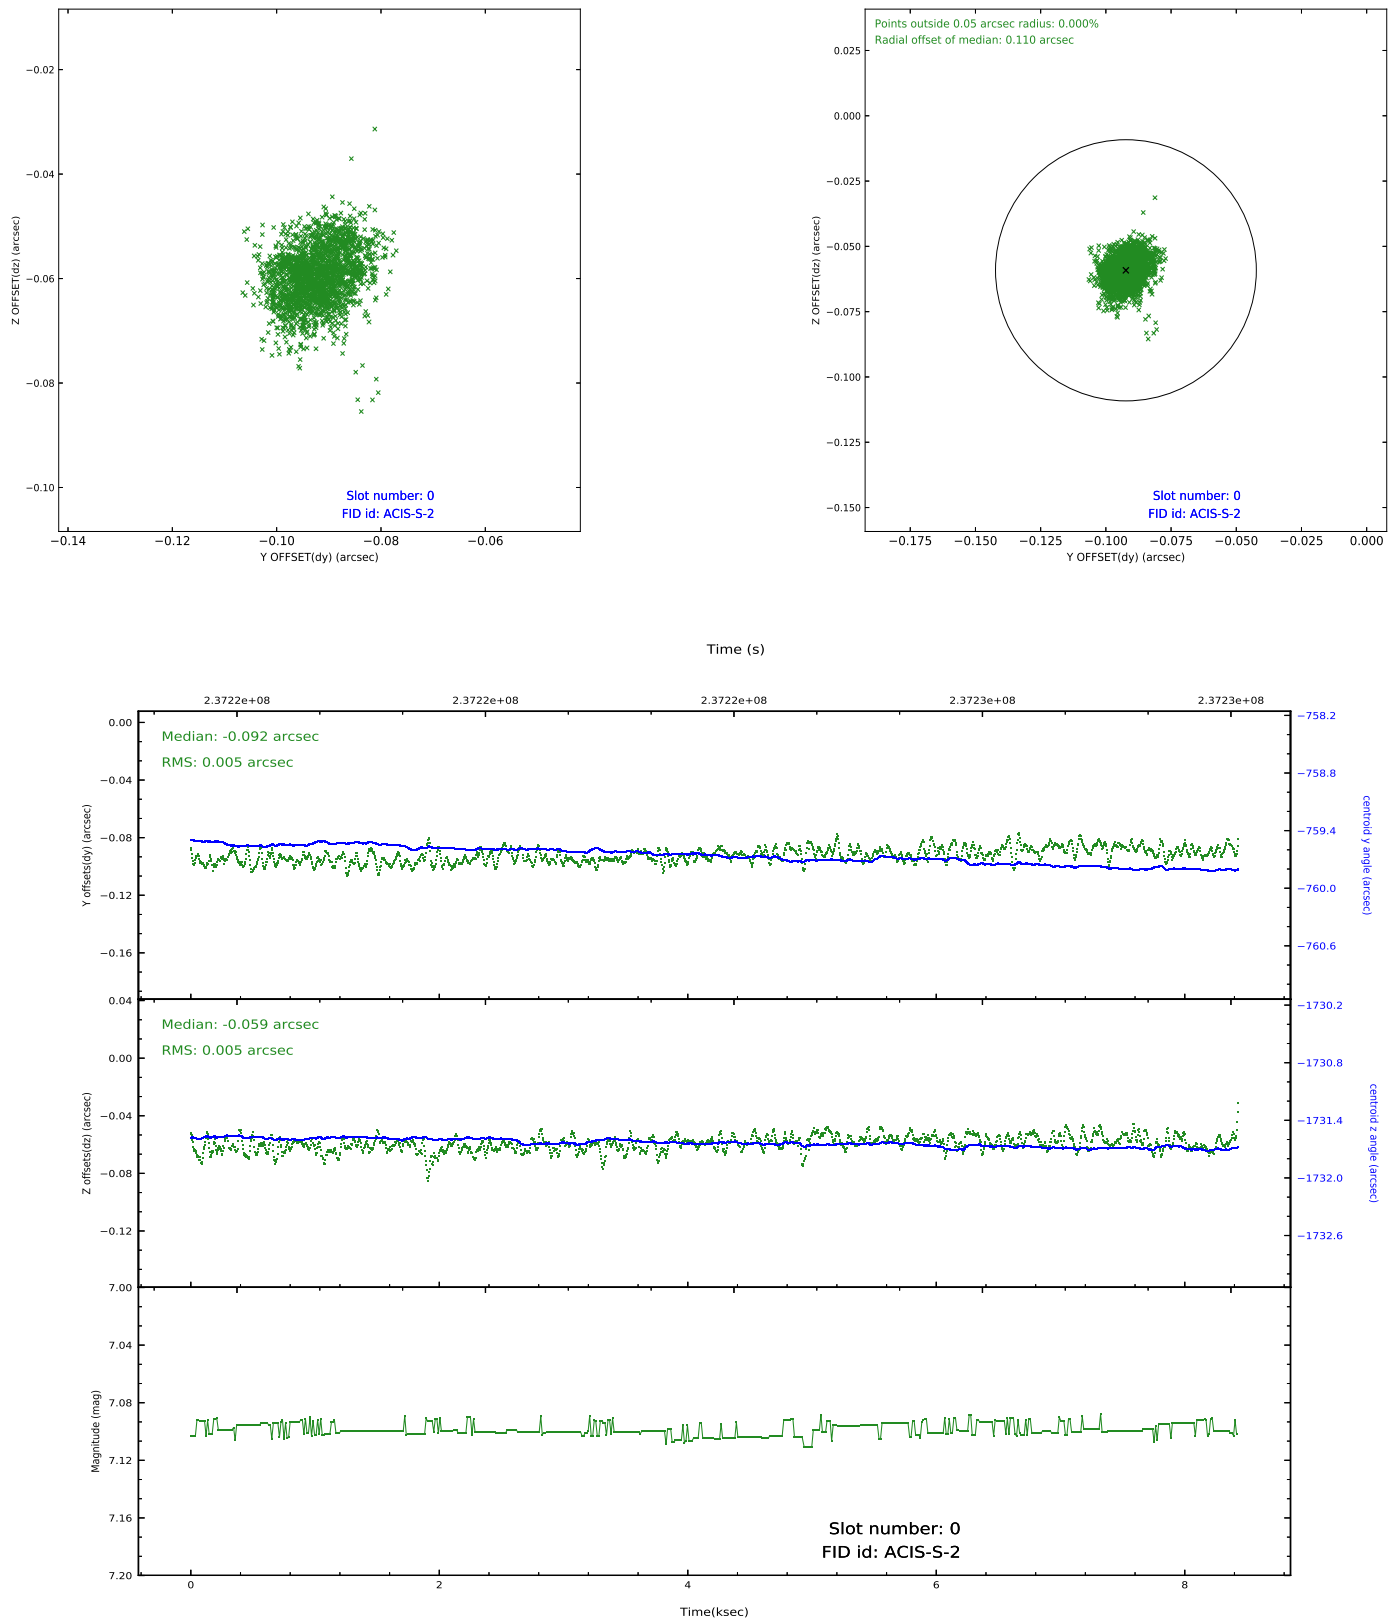 −0.02
−0.04
−0.06
−0.08
−0.10
Z OFFSET(dz) (arcsec)
−0.14
−0.12
−0.10
−0.08
−0.06
Y OFFSET(dy) (arcsec)
Slot number: 0
FID id: ACIS-S-2
Points outside 0.05 arcsec radius: 0.000%
Radial offset of median: 0.110 arcsec
0.025
0.000
−0.025
−0.050
−0.075
−0.100
−0.125
−0.150
Z OFFSET(dz) (arcsec)
Slot number: 0
FID id: ACIS-S-2
−0.175
−0.150
−0.125
−0.100
−0.075
−0.050
−0.025
0.000
Y OFFSET(dy) (arcsec)
Time (s)
2.3722e+08
2.3722e+08
2.3722e+08
2.3723e+08
2.3723e+08
Median: -0.092 arcsec
RMS: 0.005 arcsec
0.00
−0.04
−0.08
−0.12
−0.16
Y offsets(dy) (arcsec)
−758.2
−758.8
−759.4
−760.0
−760.6
centroid y angle (arcsec)
Median: -0.059 arcsec
RMS: 0.005 arcsec
0.04
0.00
−0.04
−0.08
−0.12
Z offsets(dz) (arcsec)
−1730.2
−1730.8
−1731.4
−1732.0
−1732.6
centroid z angle (arcsec)
7.00
7.04
7.08
7.12
7.16
7.20
Magnitude (mag)
Slot number: 0
FID id: ACIS-S-2
0
2
4
6
8
Time(ksec)